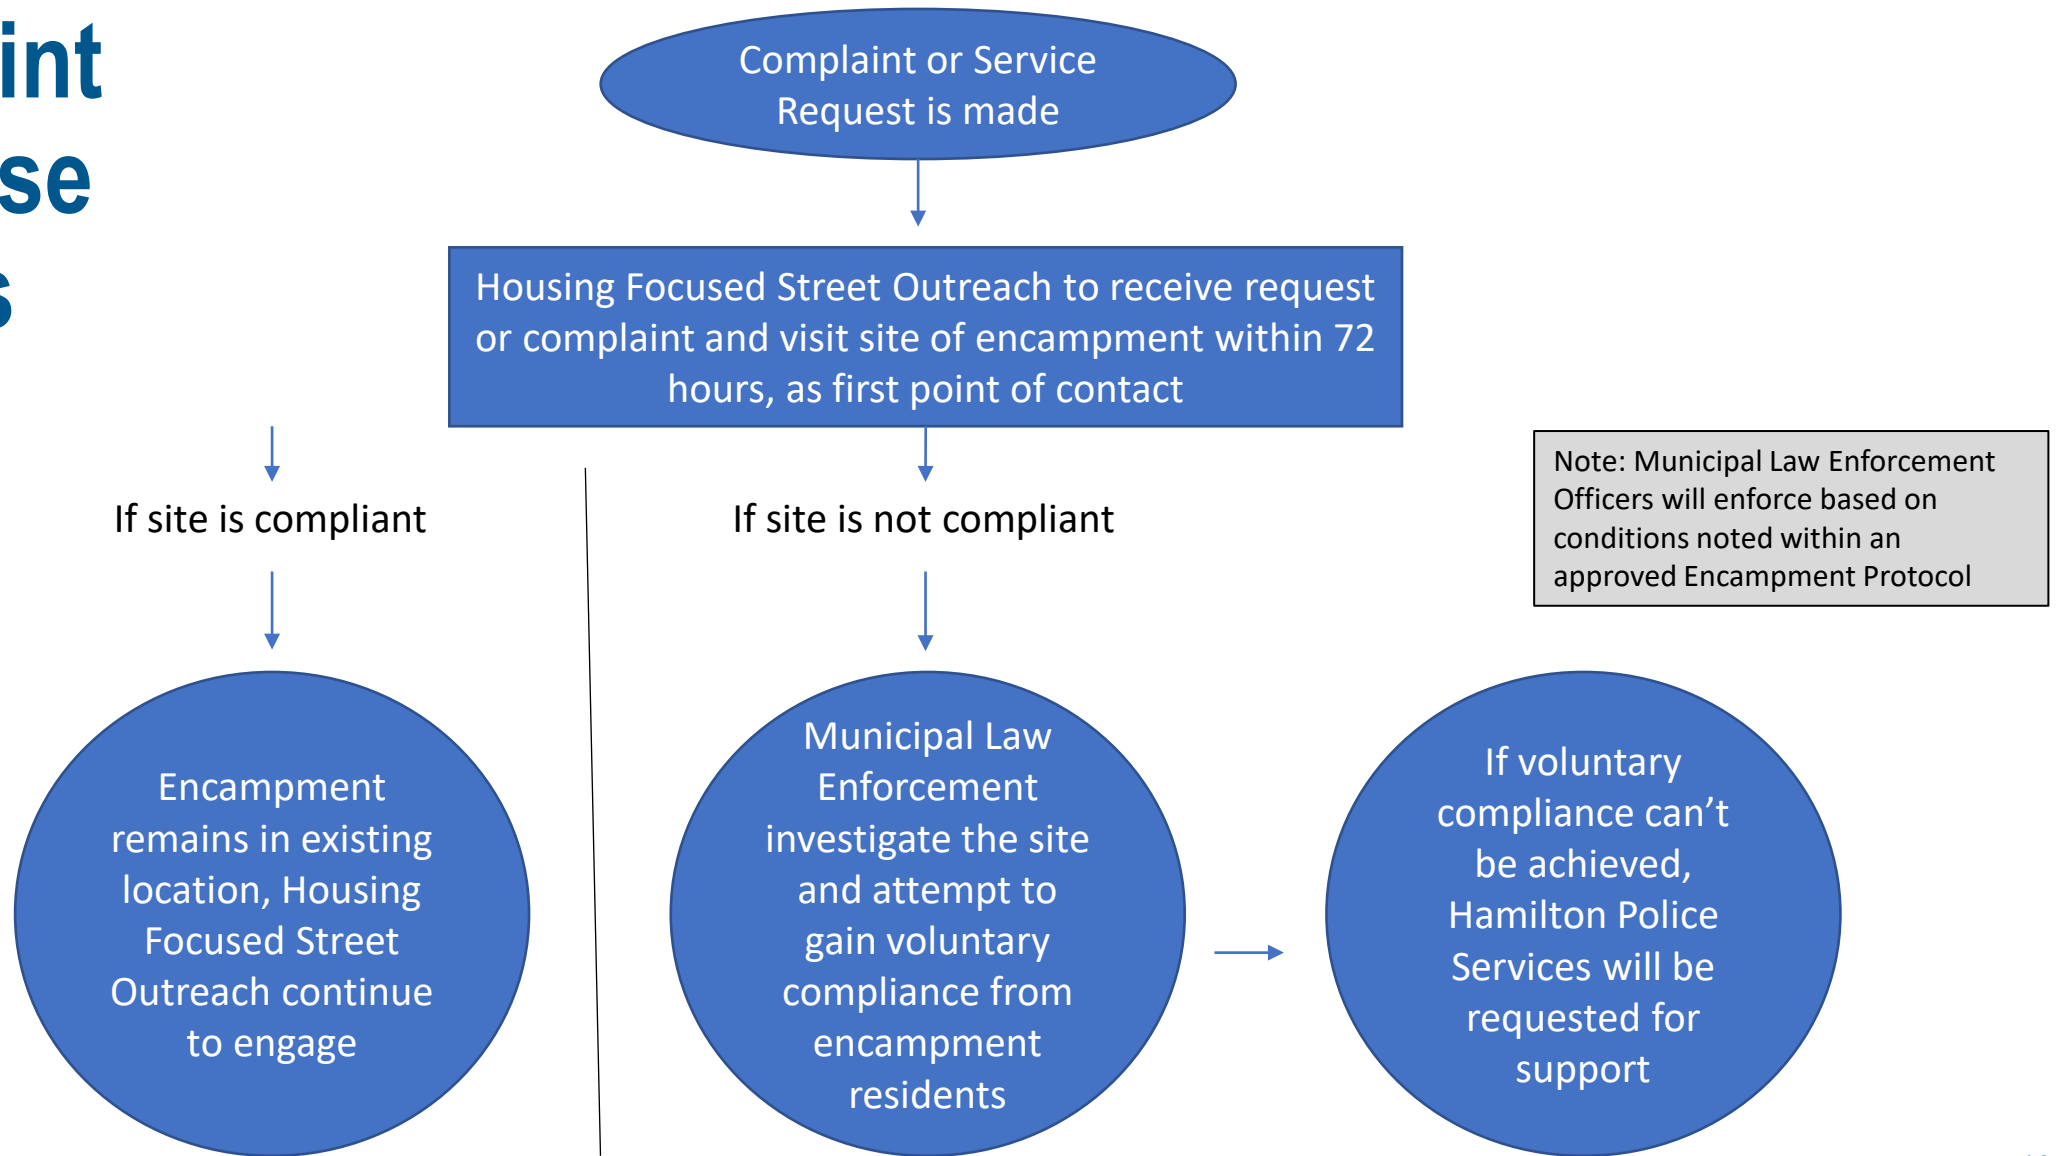 int
se
s
Complaint or Service
Request is made
Housing Focused Street Outreach to receive request
or complaint and visit site of encampment within 72
hours, as first point of contact
If site is compliant
If site is not compliant
Note: Municipal Law Enforcement
Officers will enforce based on
conditions noted within an
approved Encampment Protocol
Encampment
remains in existing
location, Housing
Focused Street
Outreach continue
to engage
Municipal Law
Enforcement
investigate the site
and attempt to
gain voluntary
compliance from
encampment
residents
If voluntary
compliance can’t
be achieved,
Hamilton Police
Services will be
requested for
support